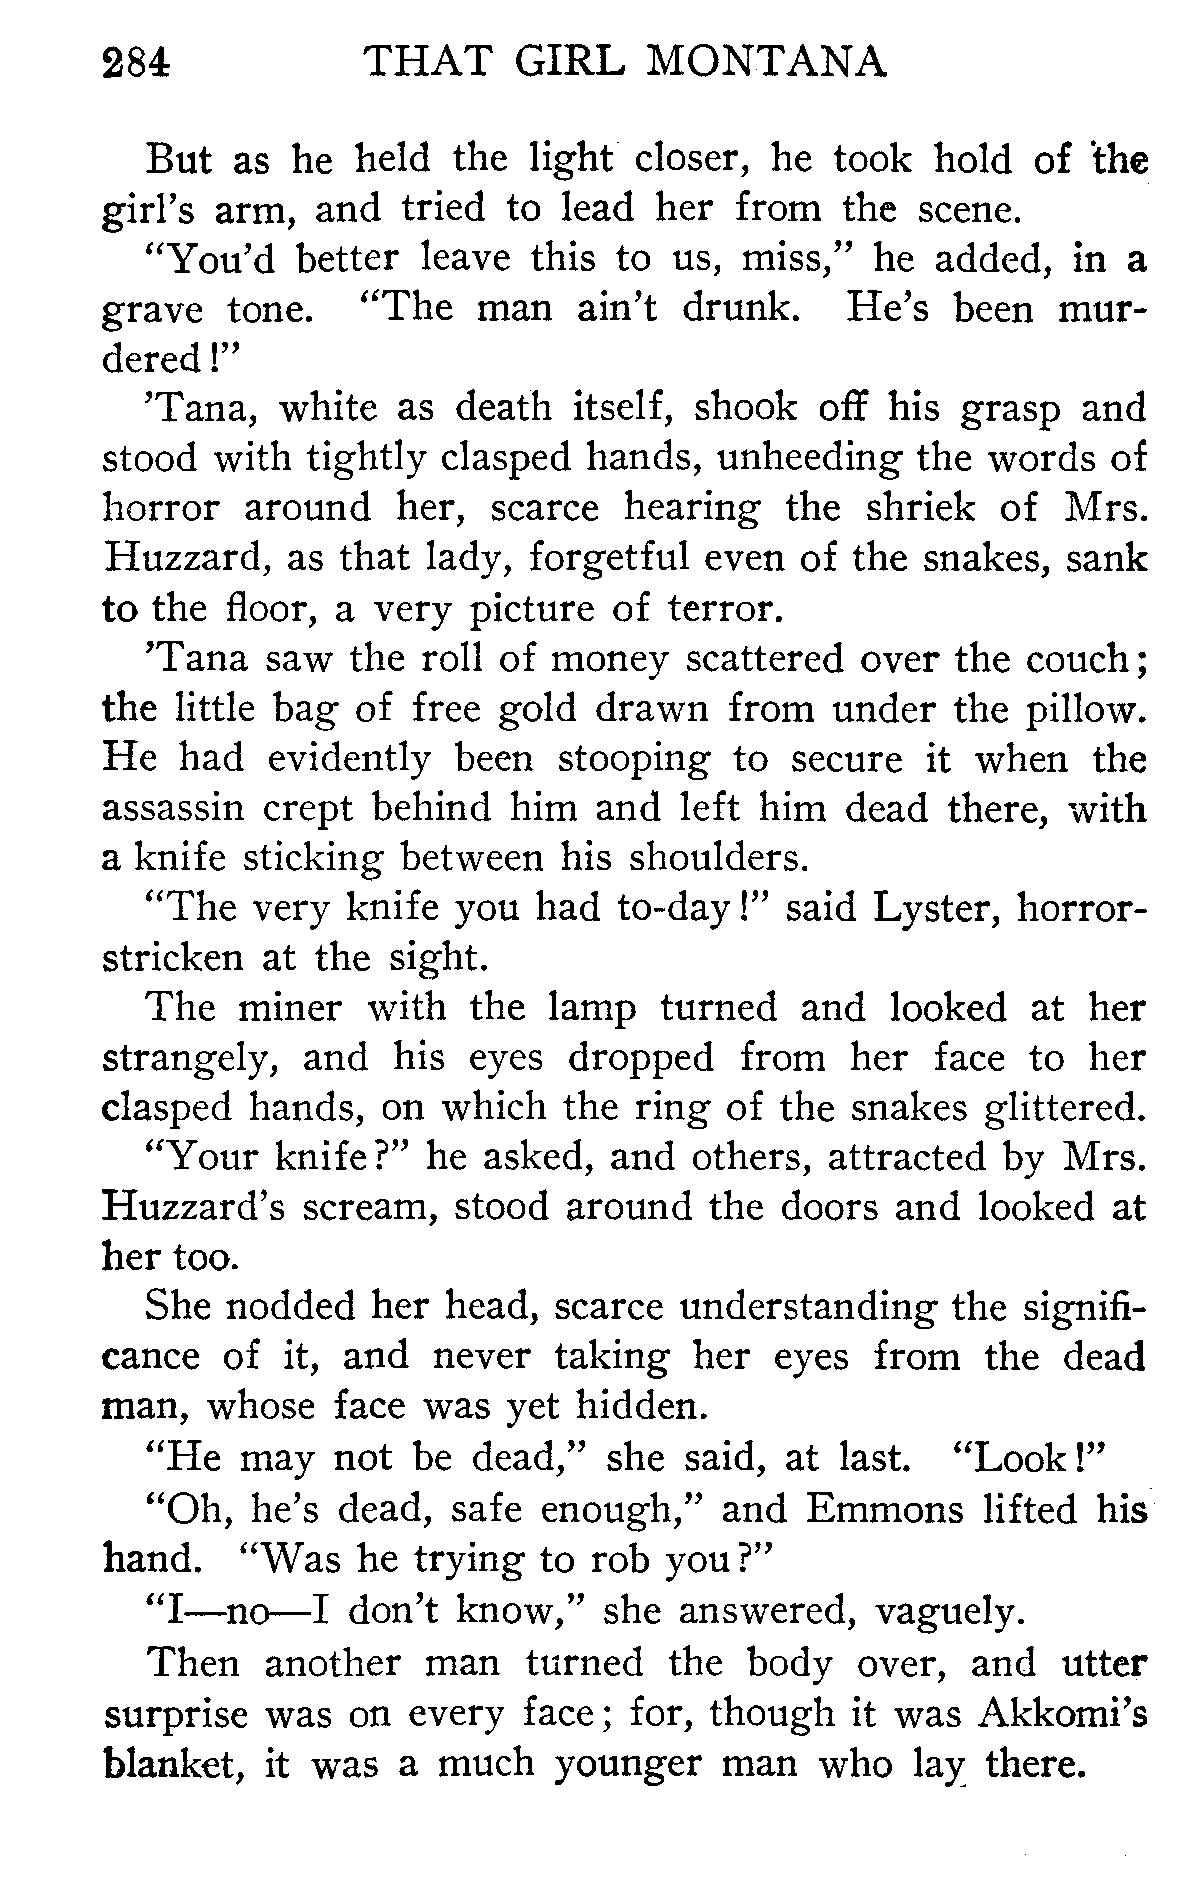 284 THAT GIRL MONTANA
But as he held the light closer, he took hold of the
girl's arm, and tried to lead her from the scene.
“You'd better leave this to us, miss,” he added, in a
grave tone. “The man ain't drunk. He's been mur-
dered!”
’Tana, white as death itself, shook off his grasp and
stood with tightly clasped hands, unheeding the words of
horror around her, scarce hearing the shriek of Mrs.
Huzzard, as that lady, forgetful even of the snakes, sank
to the floor, a very picture of terror.
’Tana saw the roll of money scattered over the couch;
the little bag of free gold drawn from under the pillow.
He had evidently been stooping to secure it when the
assassin crept behind him and left him dead there, with
a knife sticking between his shoulders.
“The very knife you had to-day!” said Lyster, horror-
stricken at the sight.
The miner with the lamp turned and looked at her
strangely, and his eyes dropped from her face to her
clasped hands, on which the ring of the snakes glittered.
“Your knife?” he asked, and others, attracted by Mrs.
Huzzard's scream, stood around the doors and looked at
her too.
She nodded her head, scarce understanding the signifi-
cance of it, and never taking her eyes from the dead
man, whose face was yet hidden.
“He may not be dead,” she said, at last. “Look!”
“Oh, he's dead, safe enough,” and Emmons lifted his
hand. “Was he trying to rob you?”
“I—no—I don't know,” she answered, vaguely.
Then another man turned the body over, and utter
surprise was on every face; for, though it was Akkomi's
blanket, it was a much younger man who lay there.